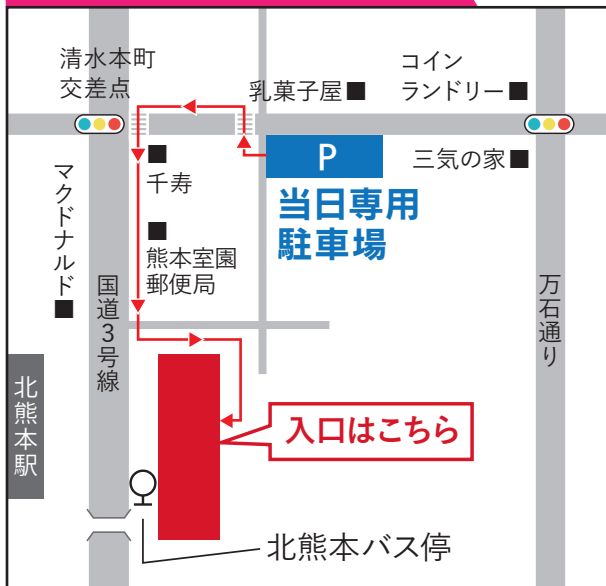 清水本町
交差点
乳菓子屋■
コイン
ランドリー■
P
三気の家■
当日専用
駐車場
■
千寿
マクドナルド■
■
熊本室園
郵便局
国道3号線
万石通り
北熊本駅
入口はこちら
北熊本バス停